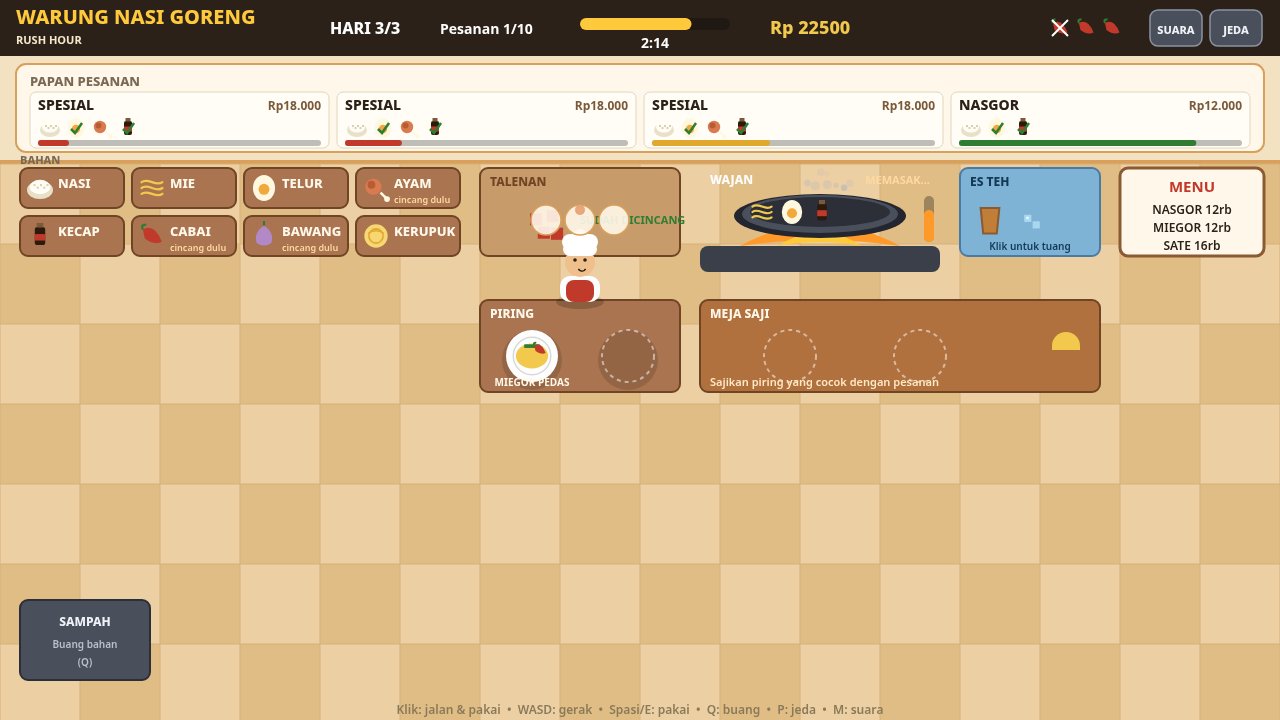 WARUNG NASI GORENG
RUSH HOUR
HARI 3/3
Pesanan 1/10
2:14
Rp 22500
SUARA
JEDA
PAPAN PESANAN
SPESIAL Rp18.000
SPESIAL Rp18.000
SPESIAL Rp18.000
NASGOR Rp12.000
BAHAN
NASI
MIE
TELUR
AYAM
cincang dulu
KECAP
CABAI
cincang dulu
BAWANG
cincang dulu
KERUPUK
TALENAN
ICINCANG
WAJAN
MEMASAK...
ES TEH
Klik untuk tuang
MENU
NASGOR 12rb
MIEGOR 12rb
SATE 16rb
PIRING
MIEGOR PEDAS
MEJA SAJI
Sajikan piring yang cocok dengan pesanan
SAMPAH
Buang bahan
(Q)
Klik: jalan & pakai • WASD: gerak • Spasi/E: pakai • Q: buang • P: jeda • M: suara